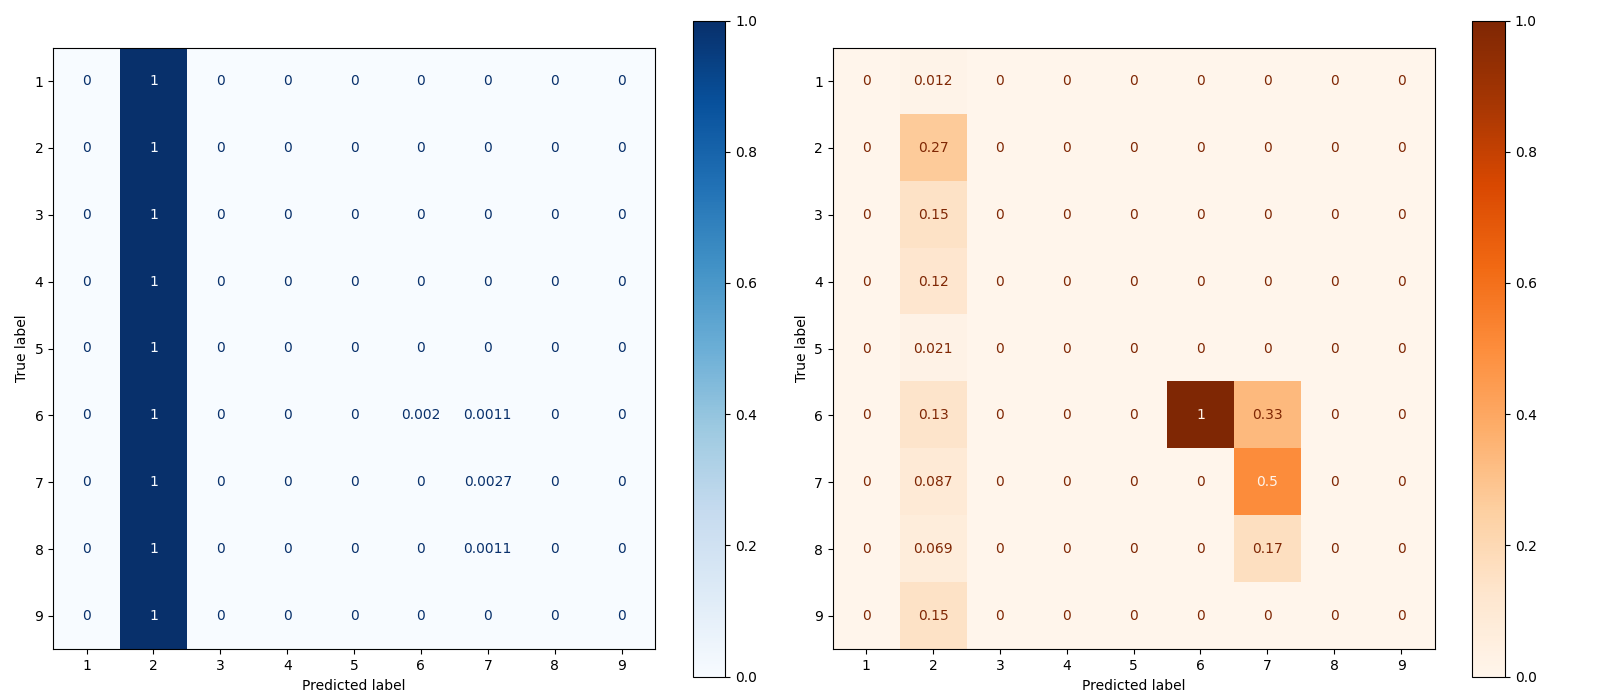 1.0
1 0 1 0 0 0 0 0 0 0
2 0 1 0 0 0 0 0 0 0
0.8
3 0 1 0 0 0 0 0 0 0
4 0 1 0 0 0 0 0 0 0
0.6
5 0 1 0 0 0 0 0 0 0
True label
6 0 1 0 0 0 0.002 0.0011 0 0
0.4
7 0 1 0 0 0 0 0.0027 0 0
8 0 1 0 0 0 0 0.0011 0 0
0.2
9 0 1 0 0 0 0 0 0 0
1 2 3 4 5 6 7 8 9
0.0
Predicted label
1.0
1 0 0.012 0 0 0 0 0 0 0
2 0 0.27 0 0 0 0 0 0 0
0.8
3 0 0.15 0 0 0 0 0 0 0
4 0 0.12 0 0 0 0 0 0 0
0.6
5 0 0.021 0 0 0 0 0 0 0
True label
6 0 0.13 0 0 0 1 0.33 0 0
0.4
7 0 0.087 0 0 0 0 0.5 0 0
8 0 0.069 0 0 0 0 0.17 0 0
0.2
9 0 0.15 0 0 0 0 0 0 0
1 2 3 4 5 6 7 8 9
0.0
Predicted label